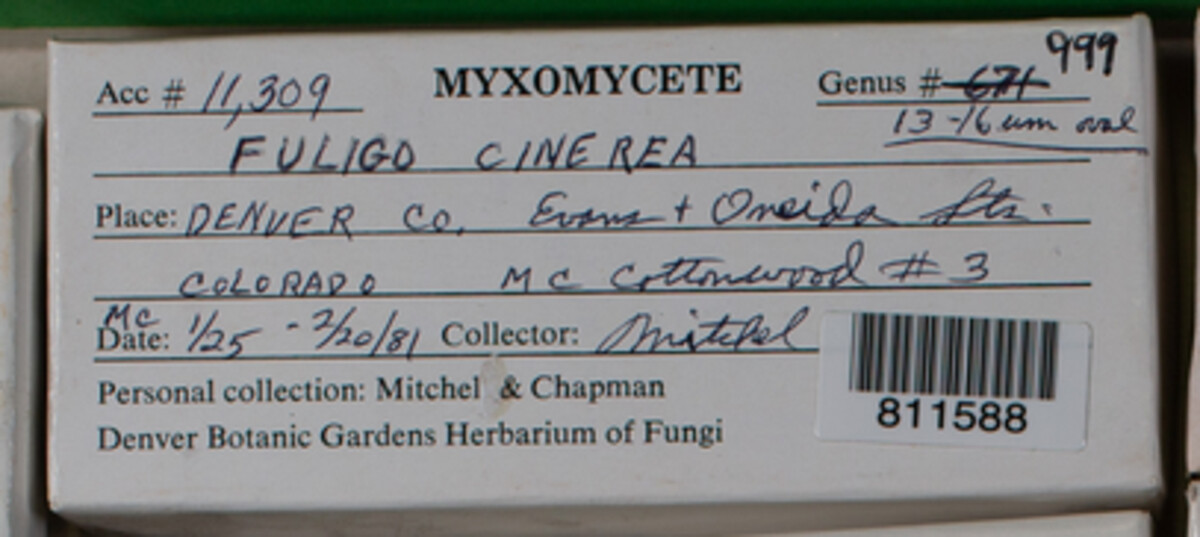 999
Acc # 11,309 MYXOMYCETE Genus # 671
13-16 um oval
FULIGO CINEREA
Place: DENVER Co. Evans + Oneida Sts.
COLORADO MC Cottonwood # 3
MC
Date: 1/25 - 2/20/81 Collector: Mitchel
Personal collection: Mitchel & Chapman
Denver Botanic Gardens Herbarium of Fungi
811588